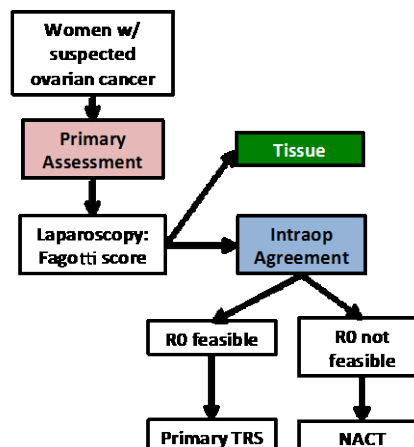 Women w/
suspected
ovarian cancer
Primary
Assessment
Tissue
Laparoscopy:
Fagotti score
Intraop
Agreement
R0 feasible
R0 not
feasible
Primary TRS
NACT